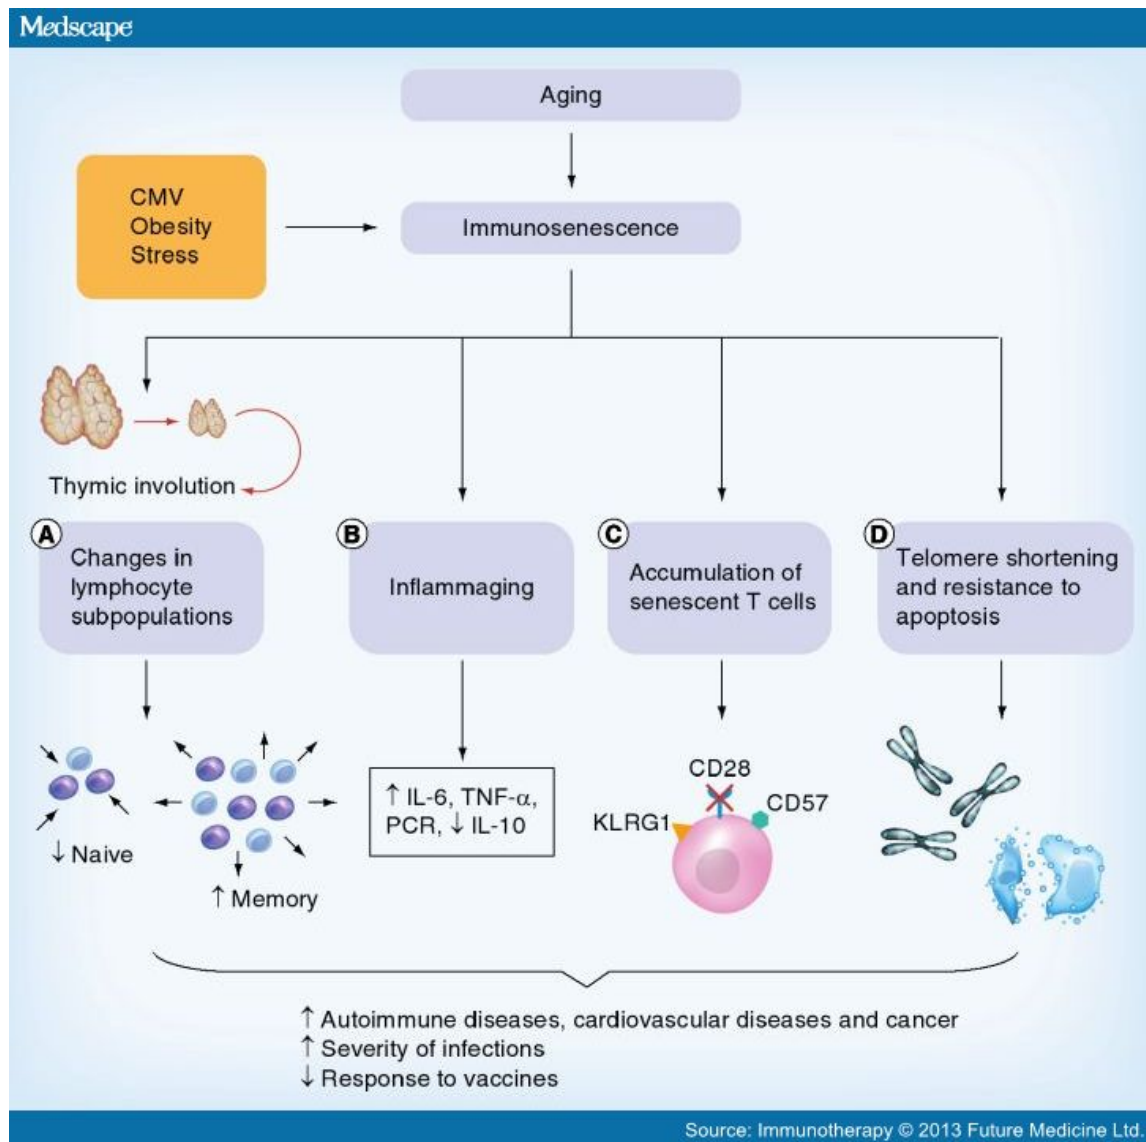 Medscape
Aging
CMV
Obesity
Stress
Immunosenescence
Thymic involution
A
Changes in
lymphocyte
subpopulations
B
Inflammaging
C
Accumulation of
senescent T cells
D
Telomere shortening
and resistance to
apoptosis
↓ Naive
↑ Memory
↑ IL-6, TNF-α,
PCR, ↓ IL-10
CD28
CD57
KLRG1
↑ Autoimmune diseases, cardiovascular diseases and cancer
↑ Severity of infections
↓ Response to vaccines
Source: Immunotherapy © 2013 Future Medicine Ltd